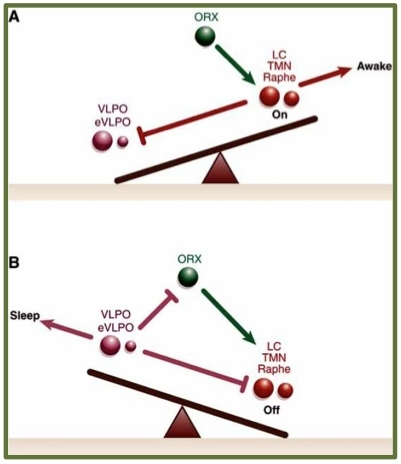 A
ORX
LC
TMN
Raphe
Awake
VLPO
eVLPO
On
B
ORX
Sleep
VLPO
eVLPO
LC
TMN
Raphe
Off